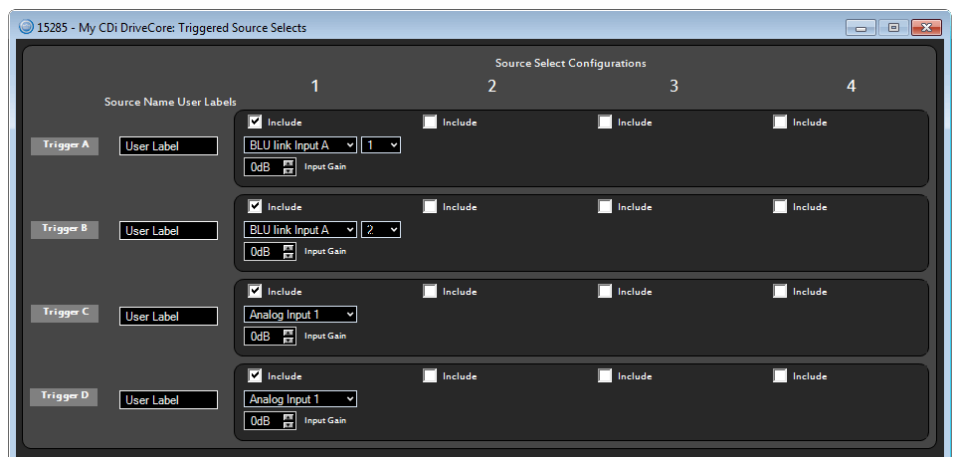 15285 - My CDi DriveCore: Triggered Source Selects
Source Select Configurations
1 2 3 4
Source Name User Labels
Include Include Include Include
Trigger A User Label BLU link Input A 1
0dB Input Gain
Include Include Include Include
Trigger B User Label BLU link Input A 2
0dB Input Gain
Include Include Include Include
Trigger C User Label Analog Input 1
0dB Input Gain
Include Include Include Include
Trigger D User Label Analog Input 1
0dB Input Gain